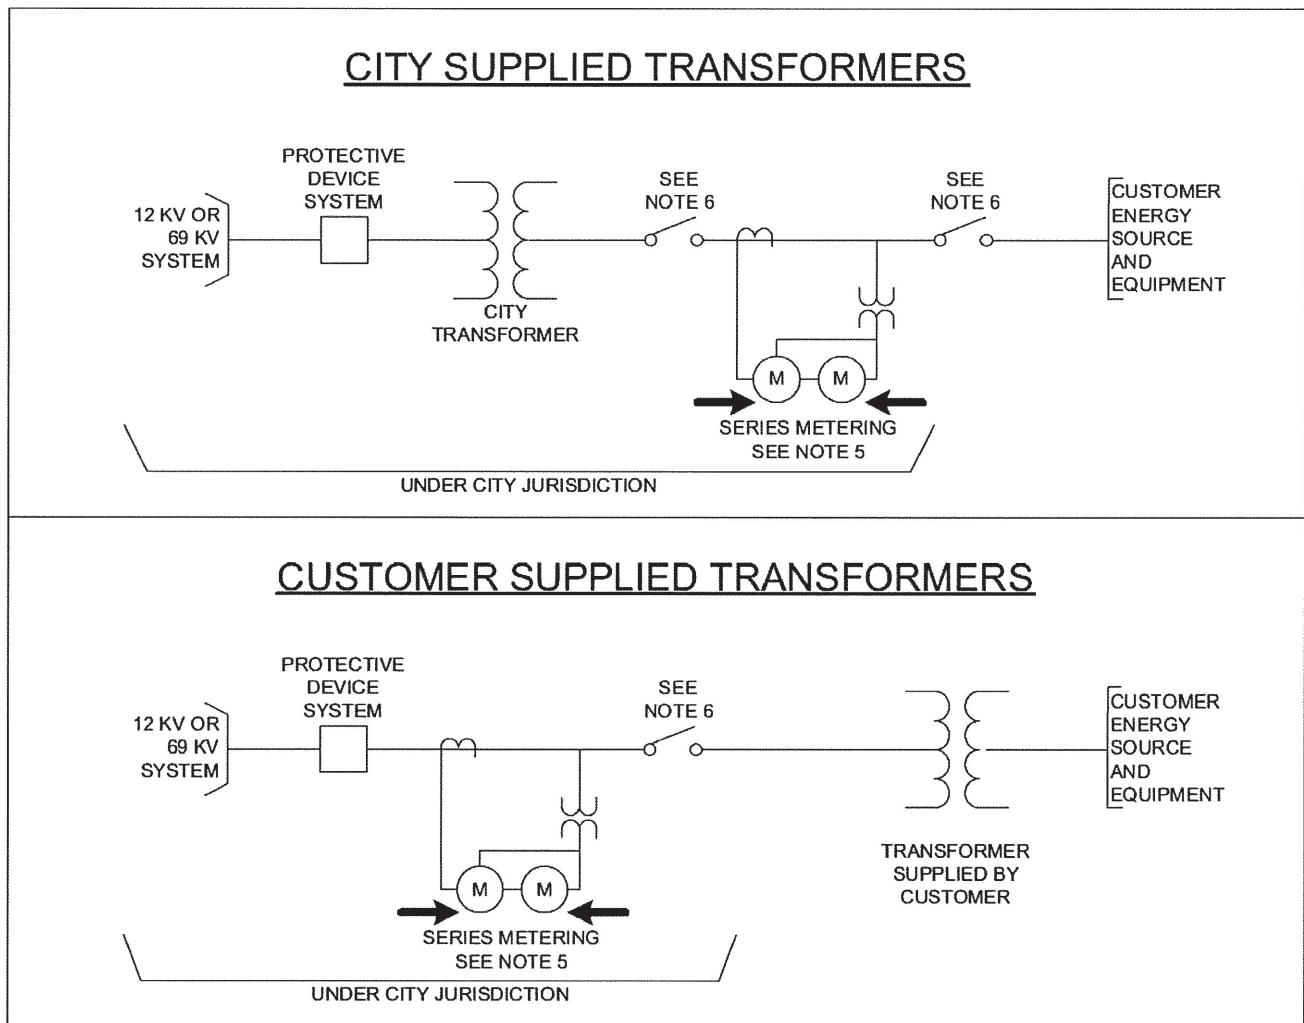 CITY SUPPLIED TRANSFORMERS
PROTECTIVE
DEVICE
SYSTEM
12 KV OR
69 KV
SYSTEM
CITY
TRANSFORMER
SEE
NOTE 6
SEE
NOTE 6
CUSTOMER
ENERGY
SOURCE
AND
EQUIPMENT
M
M
SERIES METERING
SEE NOTE 5
UNDER CITY JURISDICTION
CUSTOMER SUPPLIED TRANSFORMERS
PROTECTIVE
DEVICE
SYSTEM
12 KV OR
69 KV
SYSTEM
SEE
NOTE 6
CUSTOMER
ENERGY
SOURCE
AND
EQUIPMENT
TRANSFORMER
SUPPLIED BY
CUSTOMER
M
M
SERIES METERING
SEE NOTE 5
UNDER CITY JURISDICTION